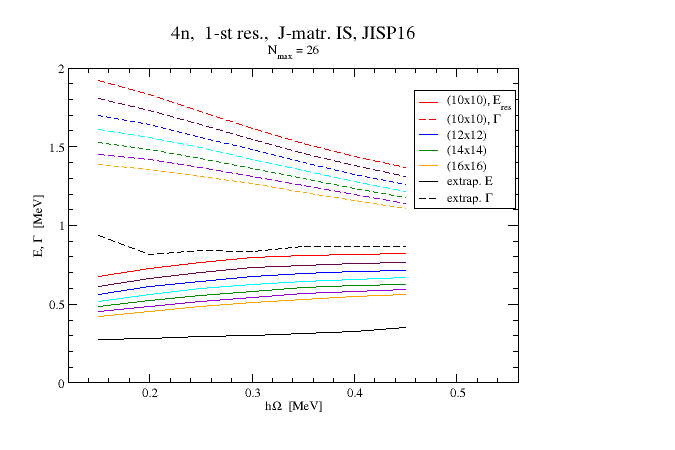 4n, 1-st res., J-matr. IS, JISP16
Nmax = 26
2
1.5
1
0.5
0
E, Γ [MeV]
0.2
0.3
0.4
0.5
hΩ [MeV]
(10x10), Eres
(10x10), Γ
(12x12)
(14x14)
(16x16)
extrap. E
extrap. Γ